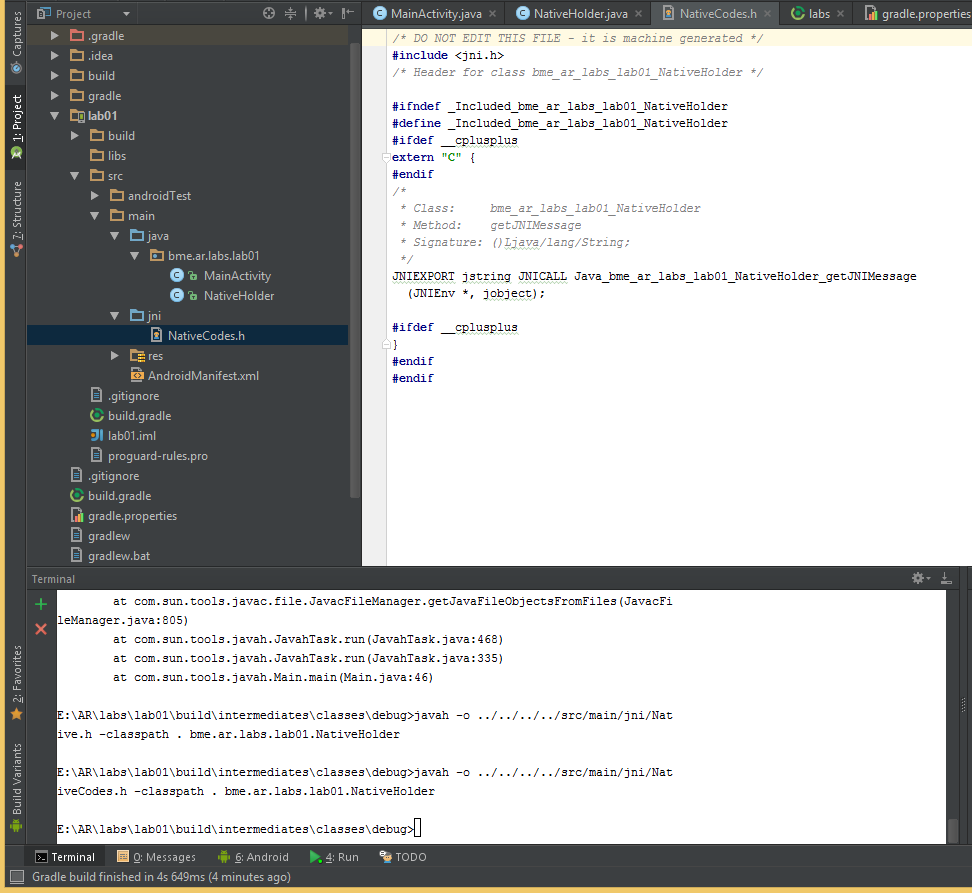 Project
MainActivity.java
NativeHolder.java
NativeCodes.h
labs
gradle.properties
Captures
1: Project
7: Structure
2: Favorites
Build Variants
.gradle
.idea
build
gradle
lab01
build
libs
src
androidTest
main
java
bme.ar.labs.lab01
MainActivity
NativeHolder
jni
NativeCodes.h
res
AndroidManifest.xml
.gitignore
build.gradle
lab01.iml
proguard-rules.pro
.gitignore
build.gradle
gradle.properties
gradlew
gradlew.bat
/* DO NOT EDIT THIS FILE - it is machine generated */
#include <jni.h>
/* Header for class bme_ar_labs_lab01_NativeHolder */
#ifndef _Included_bme_ar_labs_lab01_NativeHolder
#define _Included_bme_ar_labs_lab01_NativeHolder
#ifdef __cplusplus
extern "C" {
#endif
/*
 * Class:     bme_ar_labs_lab01_NativeHolder
 * Method:    getJNIMessage
 * Signature: ()Ljava/lang/String;
 */
JNIEXPORT jstring JNICALL Java_bme_ar_labs_lab01_NativeHolder_getJNIMessage
  (JNIEnv *, jobject);
#ifdef __cplusplus
}
#endif
#endif
Terminal
at com.sun.tools.javac.file.JavacFileManager.getJavaFileObjectsFromFiles(JavacFi
leManager.java:805)
at com.sun.tools.javah.JavahTask.run(JavahTask.java:468)
at com.sun.tools.javah.JavahTask.run(JavahTask.java:335)
at com.sun.tools.javah.Main.main(Main.java:46)
E:\AR\labs\lab01\build\intermediates\classes\debug>javah -o ../../../../src/main/jni/Nat
ive.h -classpath . bme.ar.labs.lab01.NativeHolder
E:\AR\labs\lab01\build\intermediates\classes\debug>javah -o ../../../../src/main/jni/Nat
iveCodes.h -classpath . bme.ar.labs.lab01.NativeHolder
E:\AR\labs\lab01\build\intermediates\classes\debug>
Terminal
0: Messages
6: Android
4: Run
TODO
Gradle build finished in 4s 649ms (4 minutes ago)